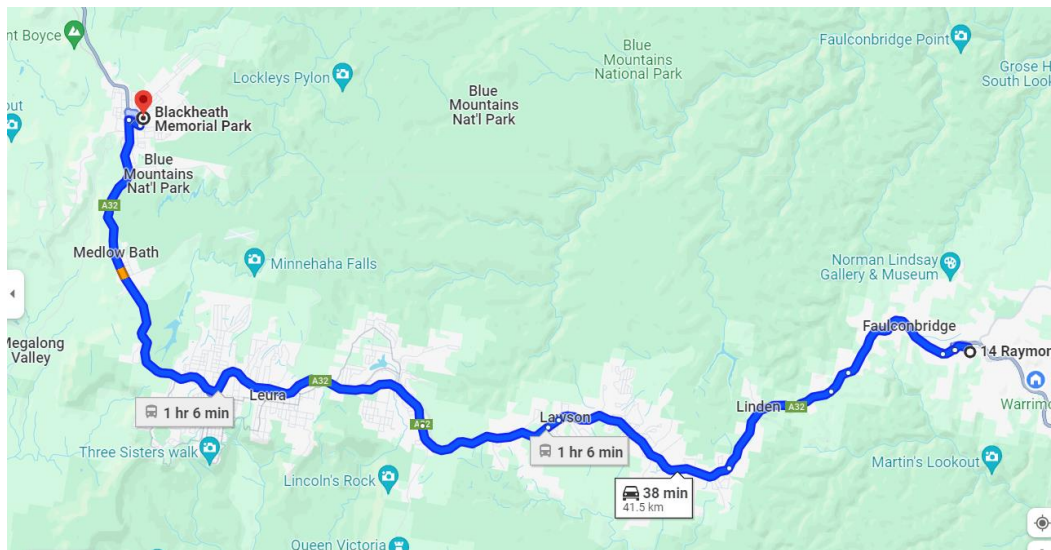 nt Boyce
Faulconbridge Point
Blue
Mountains
National Park
Grose H
South Look
Lockleys Pylon
Blue
Mountains
Nat'l Park
Blackheath
Memorial Park
out
Blue
Mountains
Nat'l Park
A32
Medlow Bath
Minnehaha Falls
Norman Lindsay
Gallery & Museum
Faulconbridge
Megalong
Valley
14 Raymon
A32
Leura
1 hr 6 min
Linden
A32
Warrimo
Lawson
Three Sisters walk
1 hr 6 min
Martin's Lookout
Lincoln's Rock
38 min
41.5 km
Queen Victoria